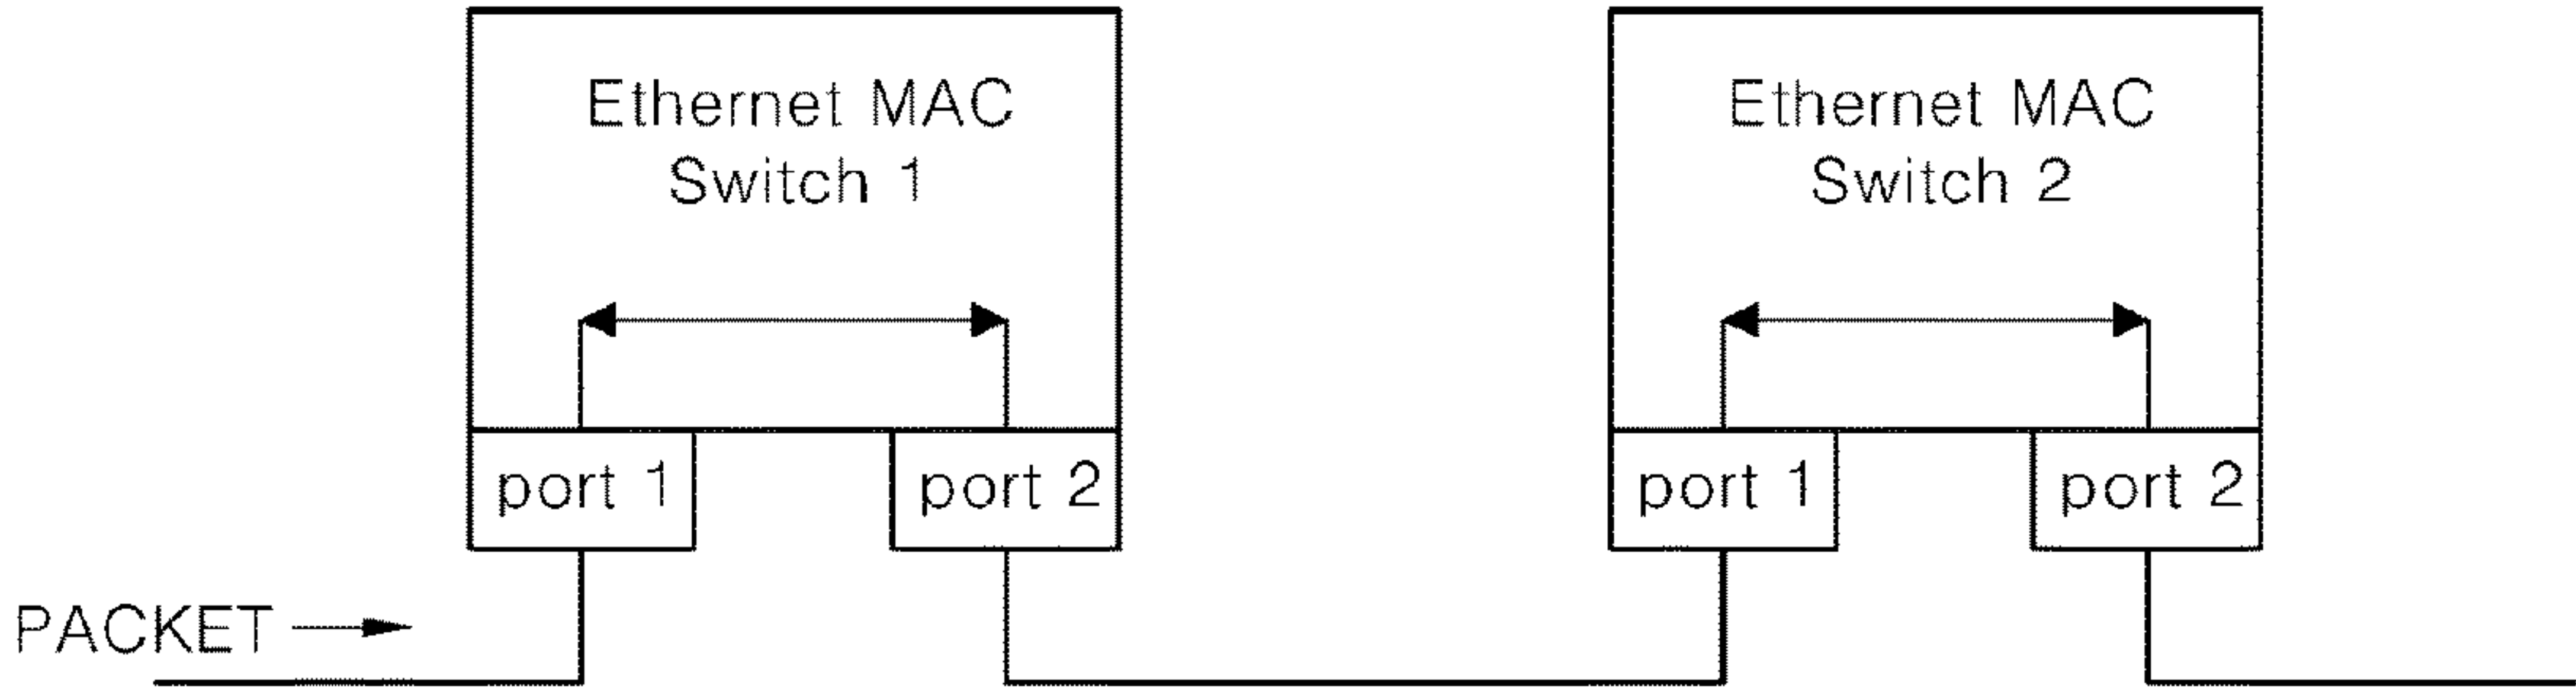 Ethernet MAC
Switch 1
port 1
port 2
Ethernet MAC
Switch 2
port 1
port 2
PACKET